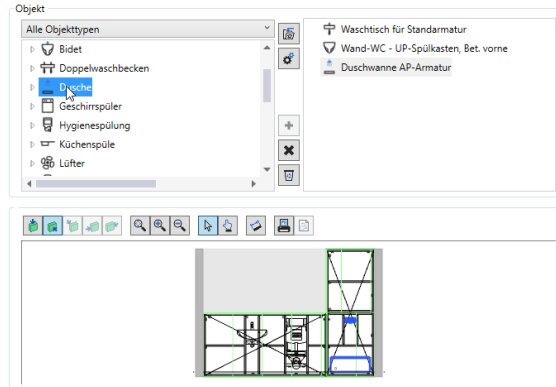 Objekt
Alle Objekttypen
Bidet
Doppelwaschbecken
Dusche
Geschirrspüler
Hygienespülung
Küchenspüle
Lüfter
Waschtisch für Standarmatur
Wand-WC - UP-Spülkasten, Bet. vorne
Duschwanne AP-Armatur